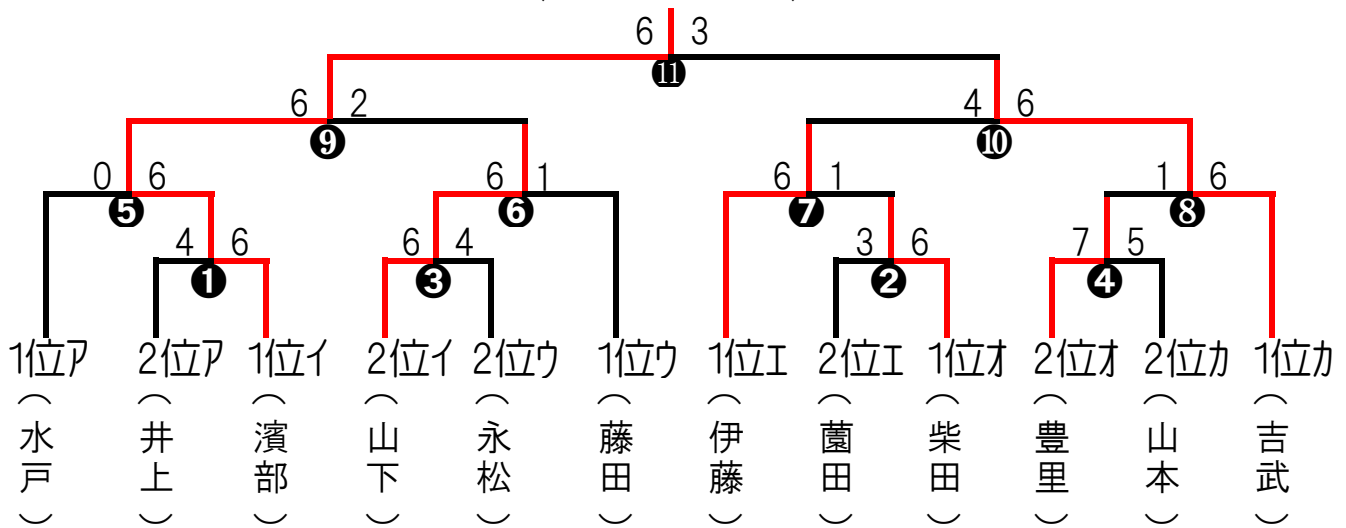 6 3
⓫
6 2 4 6
❾ ❿
0 6 6 1 6 1 1 6
❺ ❻ ❼ ❽
4 6 6 4 3 6 7 5
❶ ❸ ❷ ❹
1位ア 2位ア 1位イ 2位イ 2位ウ 1位ウ 1位エ 2位エ 1位オ 2位オ 2位カ 1位カ
(水戸) (井上) (濱部) (山下) (永松) (藤田) (伊藤) (薗田) (柴田) (豊里) (山本) (吉武)